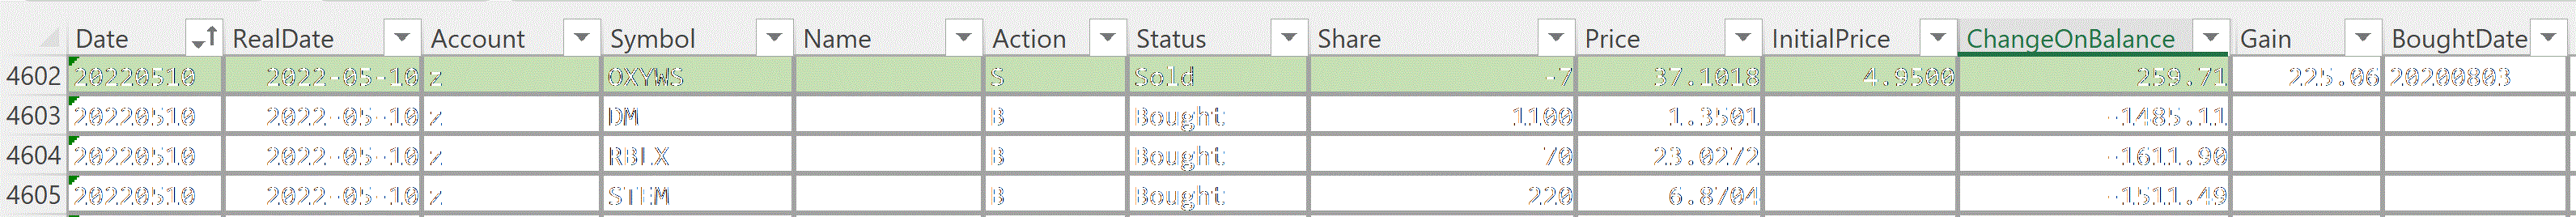 Date RealDate Account Symbol Name Action Status Share Price InitialPrice ChangeOnBalance Gain BoughtDate
4602 20220510 2022-05-10 z OXYWS S Sold -7 37.1018 4.9500 259.71 225.06 20200803
4603 20220510 2022-05-10 z DM B Bought 1100 1.3501 -1485.11
4604 20220510 2022-05-10 z RBLX B Bought 70 23.0272 -1611.90
4605 20220510 2022-05-10 z STEM B Bought 220 6.8704 -1511.49